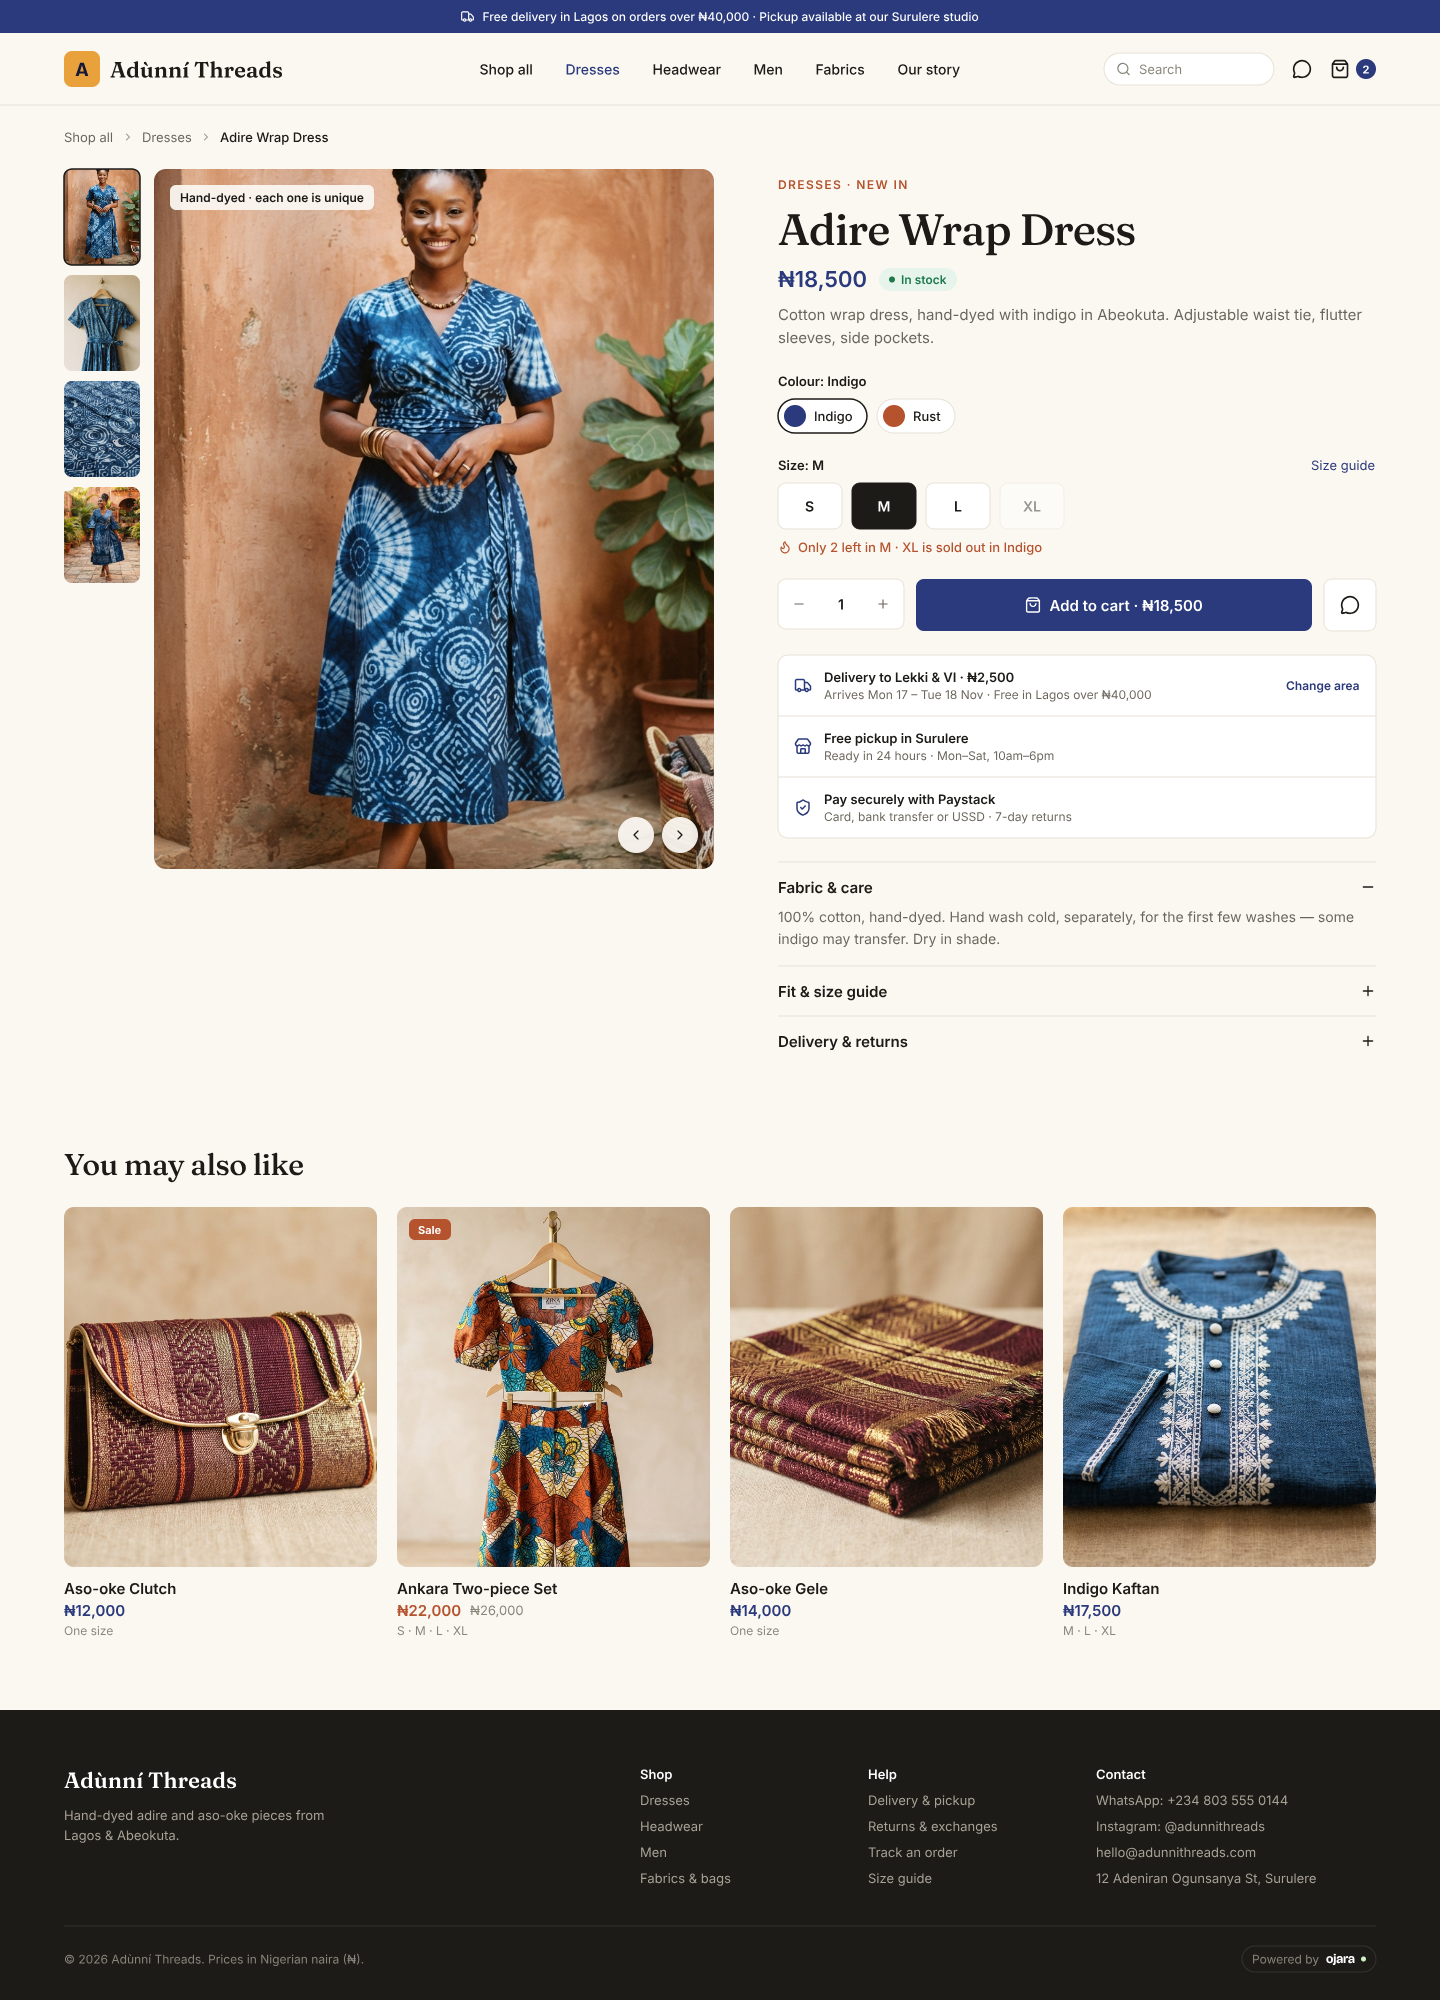 Free delivery in Lagos on orders over ₦40,000 · Pickup available at our Surulere studio
A Adùnní Threads
Shop all Dresses Headwear Men Fabrics Our story
Search
2
Shop all > Dresses > Adire Wrap Dress
Hand-dyed · each one is unique
DRESSES · NEW IN
Adire Wrap Dress
₦18,500 In stock
Cotton wrap dress, hand-dyed with indigo in Abeokuta. Adjustable waist tie, flutter
sleeves, side pockets.
Colour: Indigo
Indigo Rust
Size: M Size guide
S M L XL
Only 2 left in M · XL is sold out in Indigo
− 1 +
Add to cart · ₦18,500
Delivery to Lekki & VI · ₦2,500
Arrives Mon 17 – Tue 18 Nov · Free in Lagos over ₦40,000
Change area
Free pickup in Surulere
Ready in 24 hours · Mon–Sat, 10am–6pm
Pay securely with Paystack
Card, bank transfer or USSD · 7-day returns
Fabric & care −
100% cotton, hand-dyed. Hand wash cold, separately, for the first few washes — some
indigo may transfer. Dry in shade.
Fit & size guide +
Delivery & returns +
You may also like
Sale
Aso-oke Clutch
₦12,000
One size
Ankara Two-piece Set
₦22,000 ₦26,000
S · M · L · XL
Aso-oke Gele
₦14,000
One size
Indigo Kaftan
₦17,500
M · L · XL
Adùnní Threads
Hand-dyed adire and aso-oke pieces from
Lagos & Abeokuta.
Shop
Dresses
Headwear
Men
Fabrics & bags
Help
Delivery & pickup
Returns & exchanges
Track an order
Size guide
Contact
WhatsApp: +234 803 555 0144
Instagram: @adunnithreads
hello@adunnithreads.com
12 Adeniran Ogunsanya St, Surulere
© 2026 Adùnní Threads. Prices in Nigerian naira (₦).
Powered by ojara